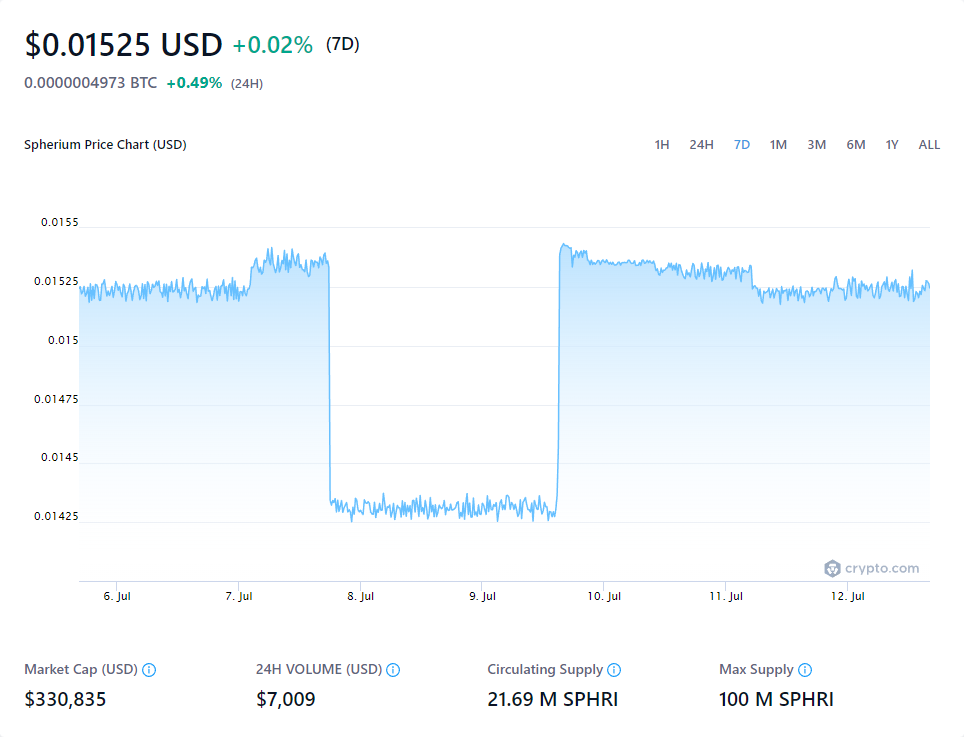 $0.01525 USD +0.02% (7D)
0.0000004973 BTC +0.49% (24H)
Spherium Price Chart (USD) 1H 24H 7D 1M 3M 6M 1Y ALL
0.0155
0.01525
0.015
0.01475
0.0145
0.01425
crypto.com
6. Jul 7. Jul 8. Jul 9. Jul 10. Jul 11. Jul 12. Jul
Market Cap (USD) 24H VOLUME (USD) Circulating Supply Max Supply
$330,835 $7,009 21.69 M SPHRI 100 M SPHRI